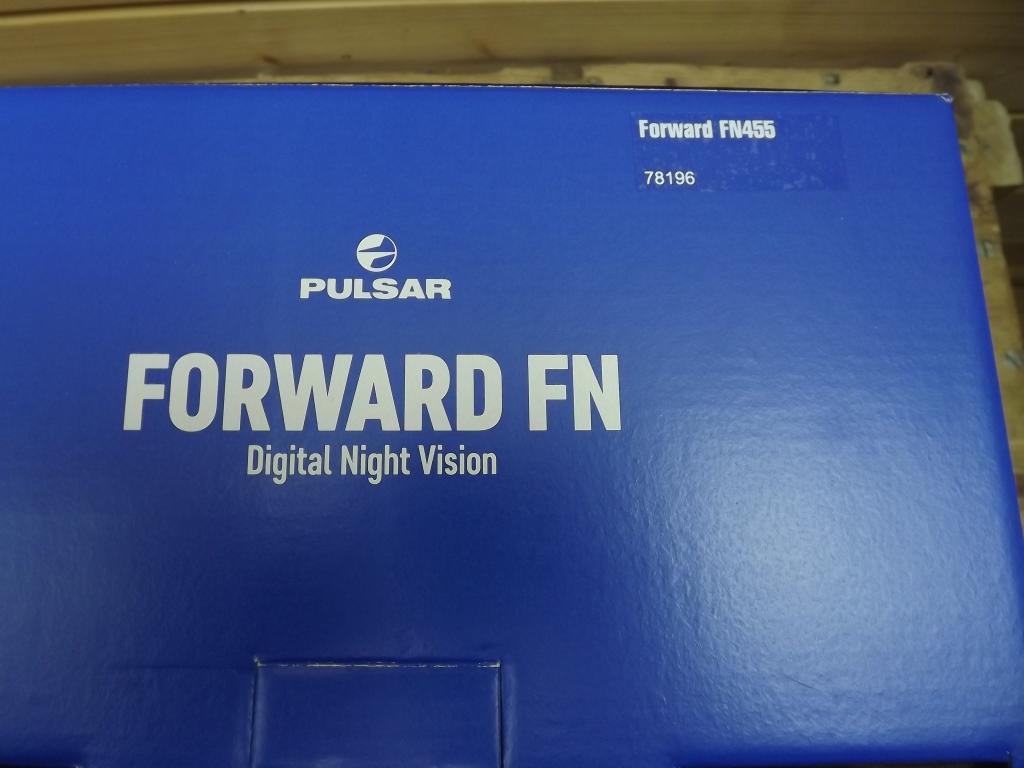 Forward FN455
78196
PULSAR
FORWARD FN
Digital Night Vision